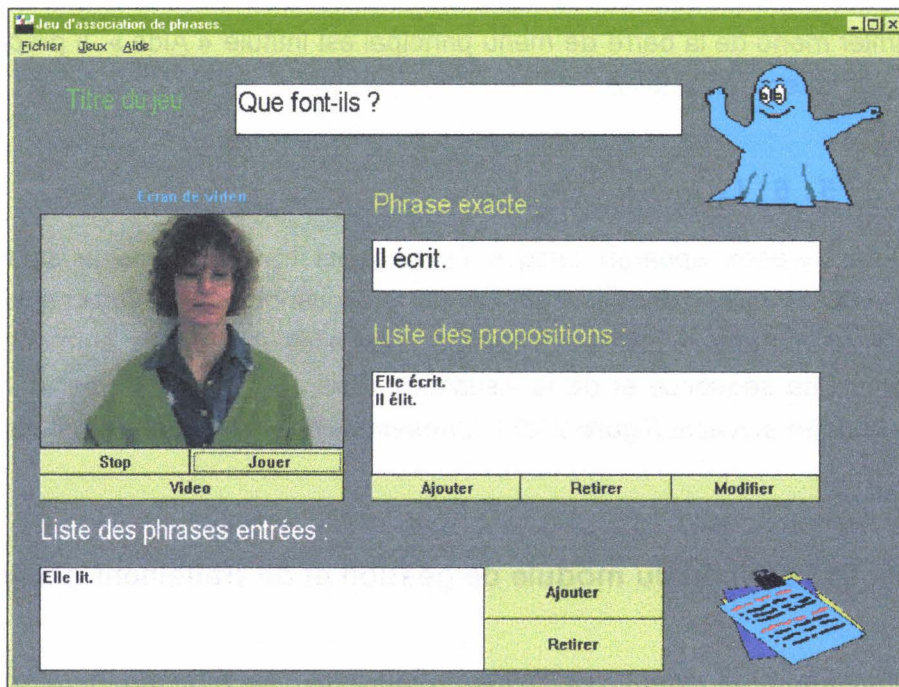 Jeu d'association de phrases.
Fichier Jeux Aide
Titre du jeu
Que font-ils ?
Ecran de video
Phrase exacte :
Il écrit.
Liste des propositions :
Elle écrit.
Il élit.
Stop Jouer
Video
Ajouter Retirer Modifier
Liste des phrases entrées :
Elle lit.
Ajouter
Retirer